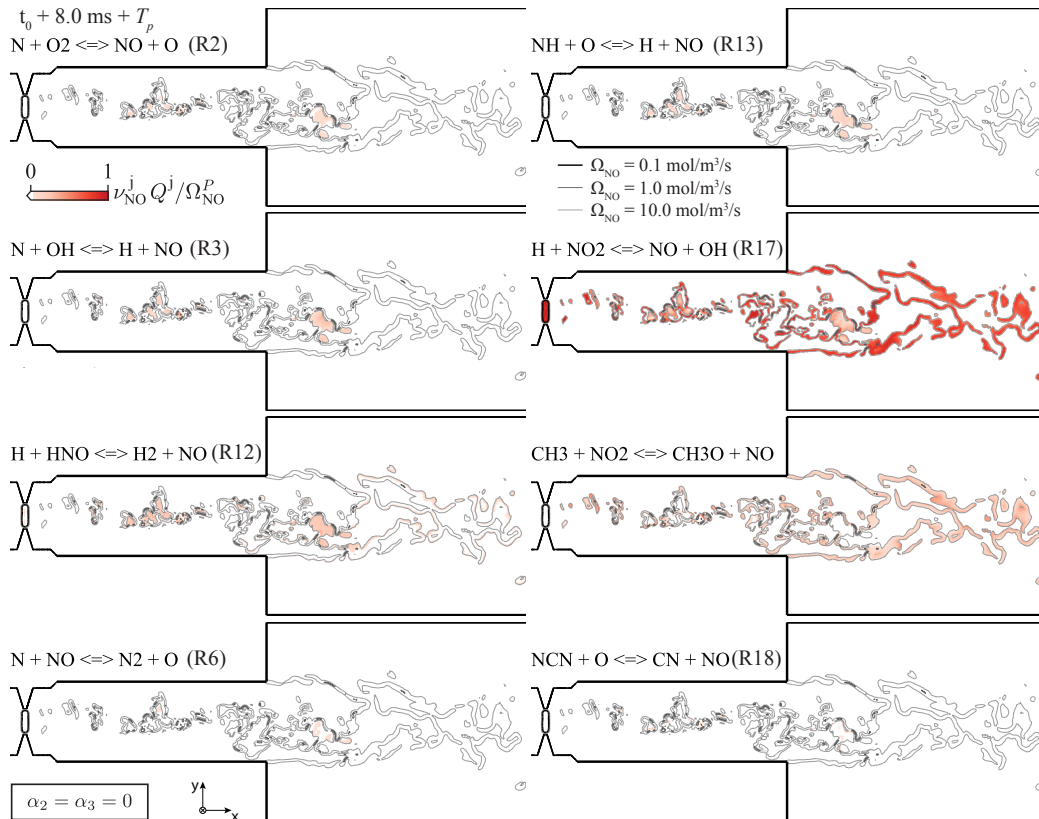 t₀ + 8.0 ms + Tₚ
N + O2 <=> NO + O (R2)
NH + O <=> H + NO (R13)
0 1
ν_NO^j Q^j/Ω_NO^P
Ω_NO = 0.1 mol/m³/s
Ω_NO = 1.0 mol/m³/s
Ω_NO = 10.0 mol/m³/s
N + OH <=> H + NO (R3)
H + NO2 <=> NO + OH (R17)
H + HNO <=> H2 + NO (R12)
CH3 + NO2 <=> CH3O + NO
N + NO <=> N2 + O (R6)
NCN + O <=> CN + NO(R18)
α₂ = α₃ = 0
y
x